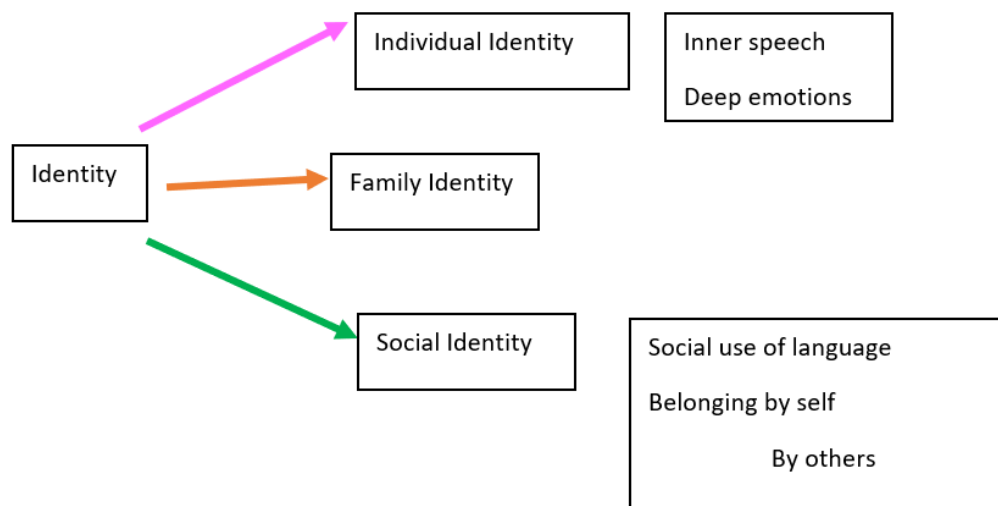 Individual Identity
Inner speech
Deep emotions
Identity
Family Identity
Social Identity
Social use of language
Belonging by self
By others